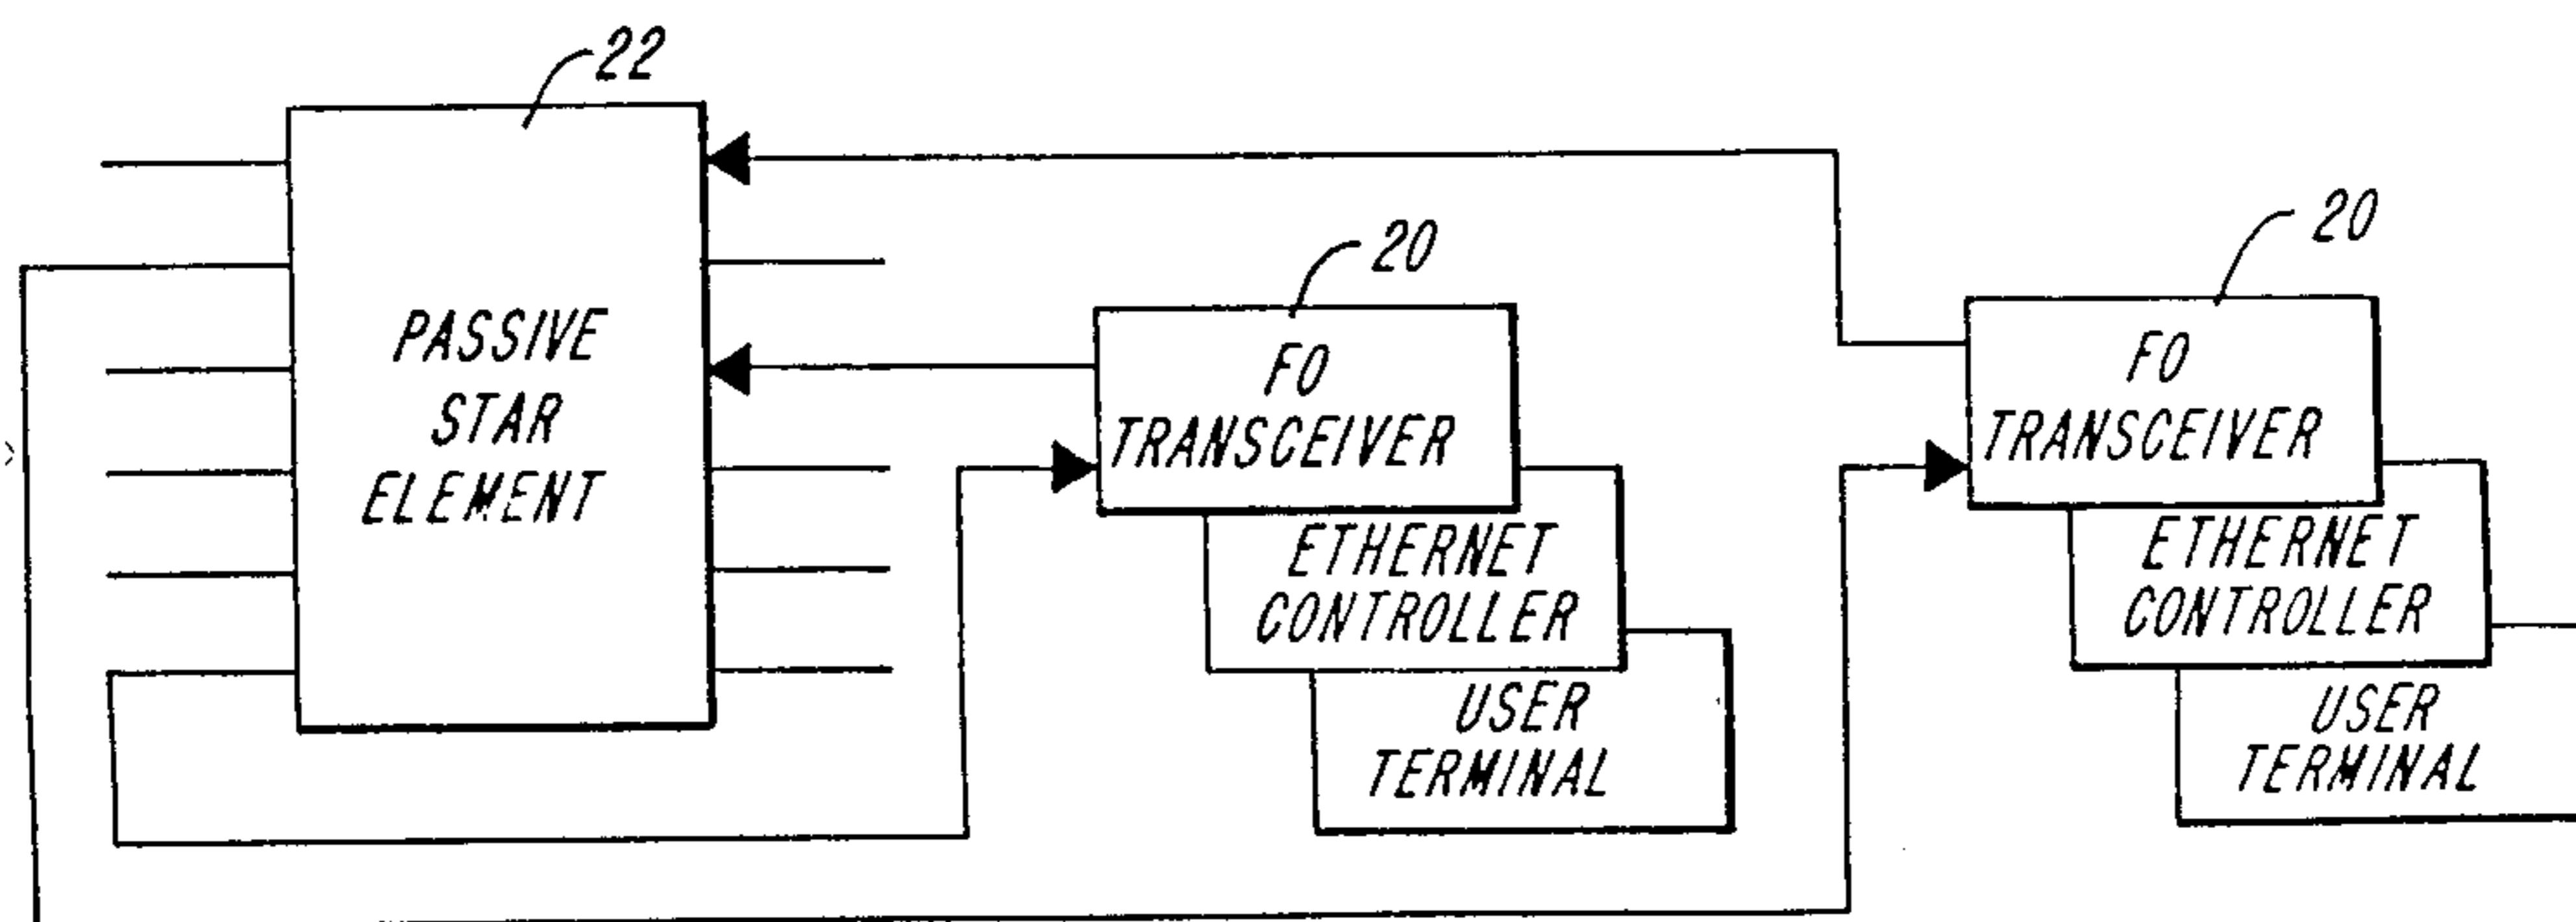 22
PASSIVE
STAR
ELEMENT
20
FO
TRANSCEIVER
ETHERNET
CONTROLLER
USER
TERMINAL
20
FO
TRANSCEIVER
ETHERNET
CONTROLLER
USER
TERMINAL